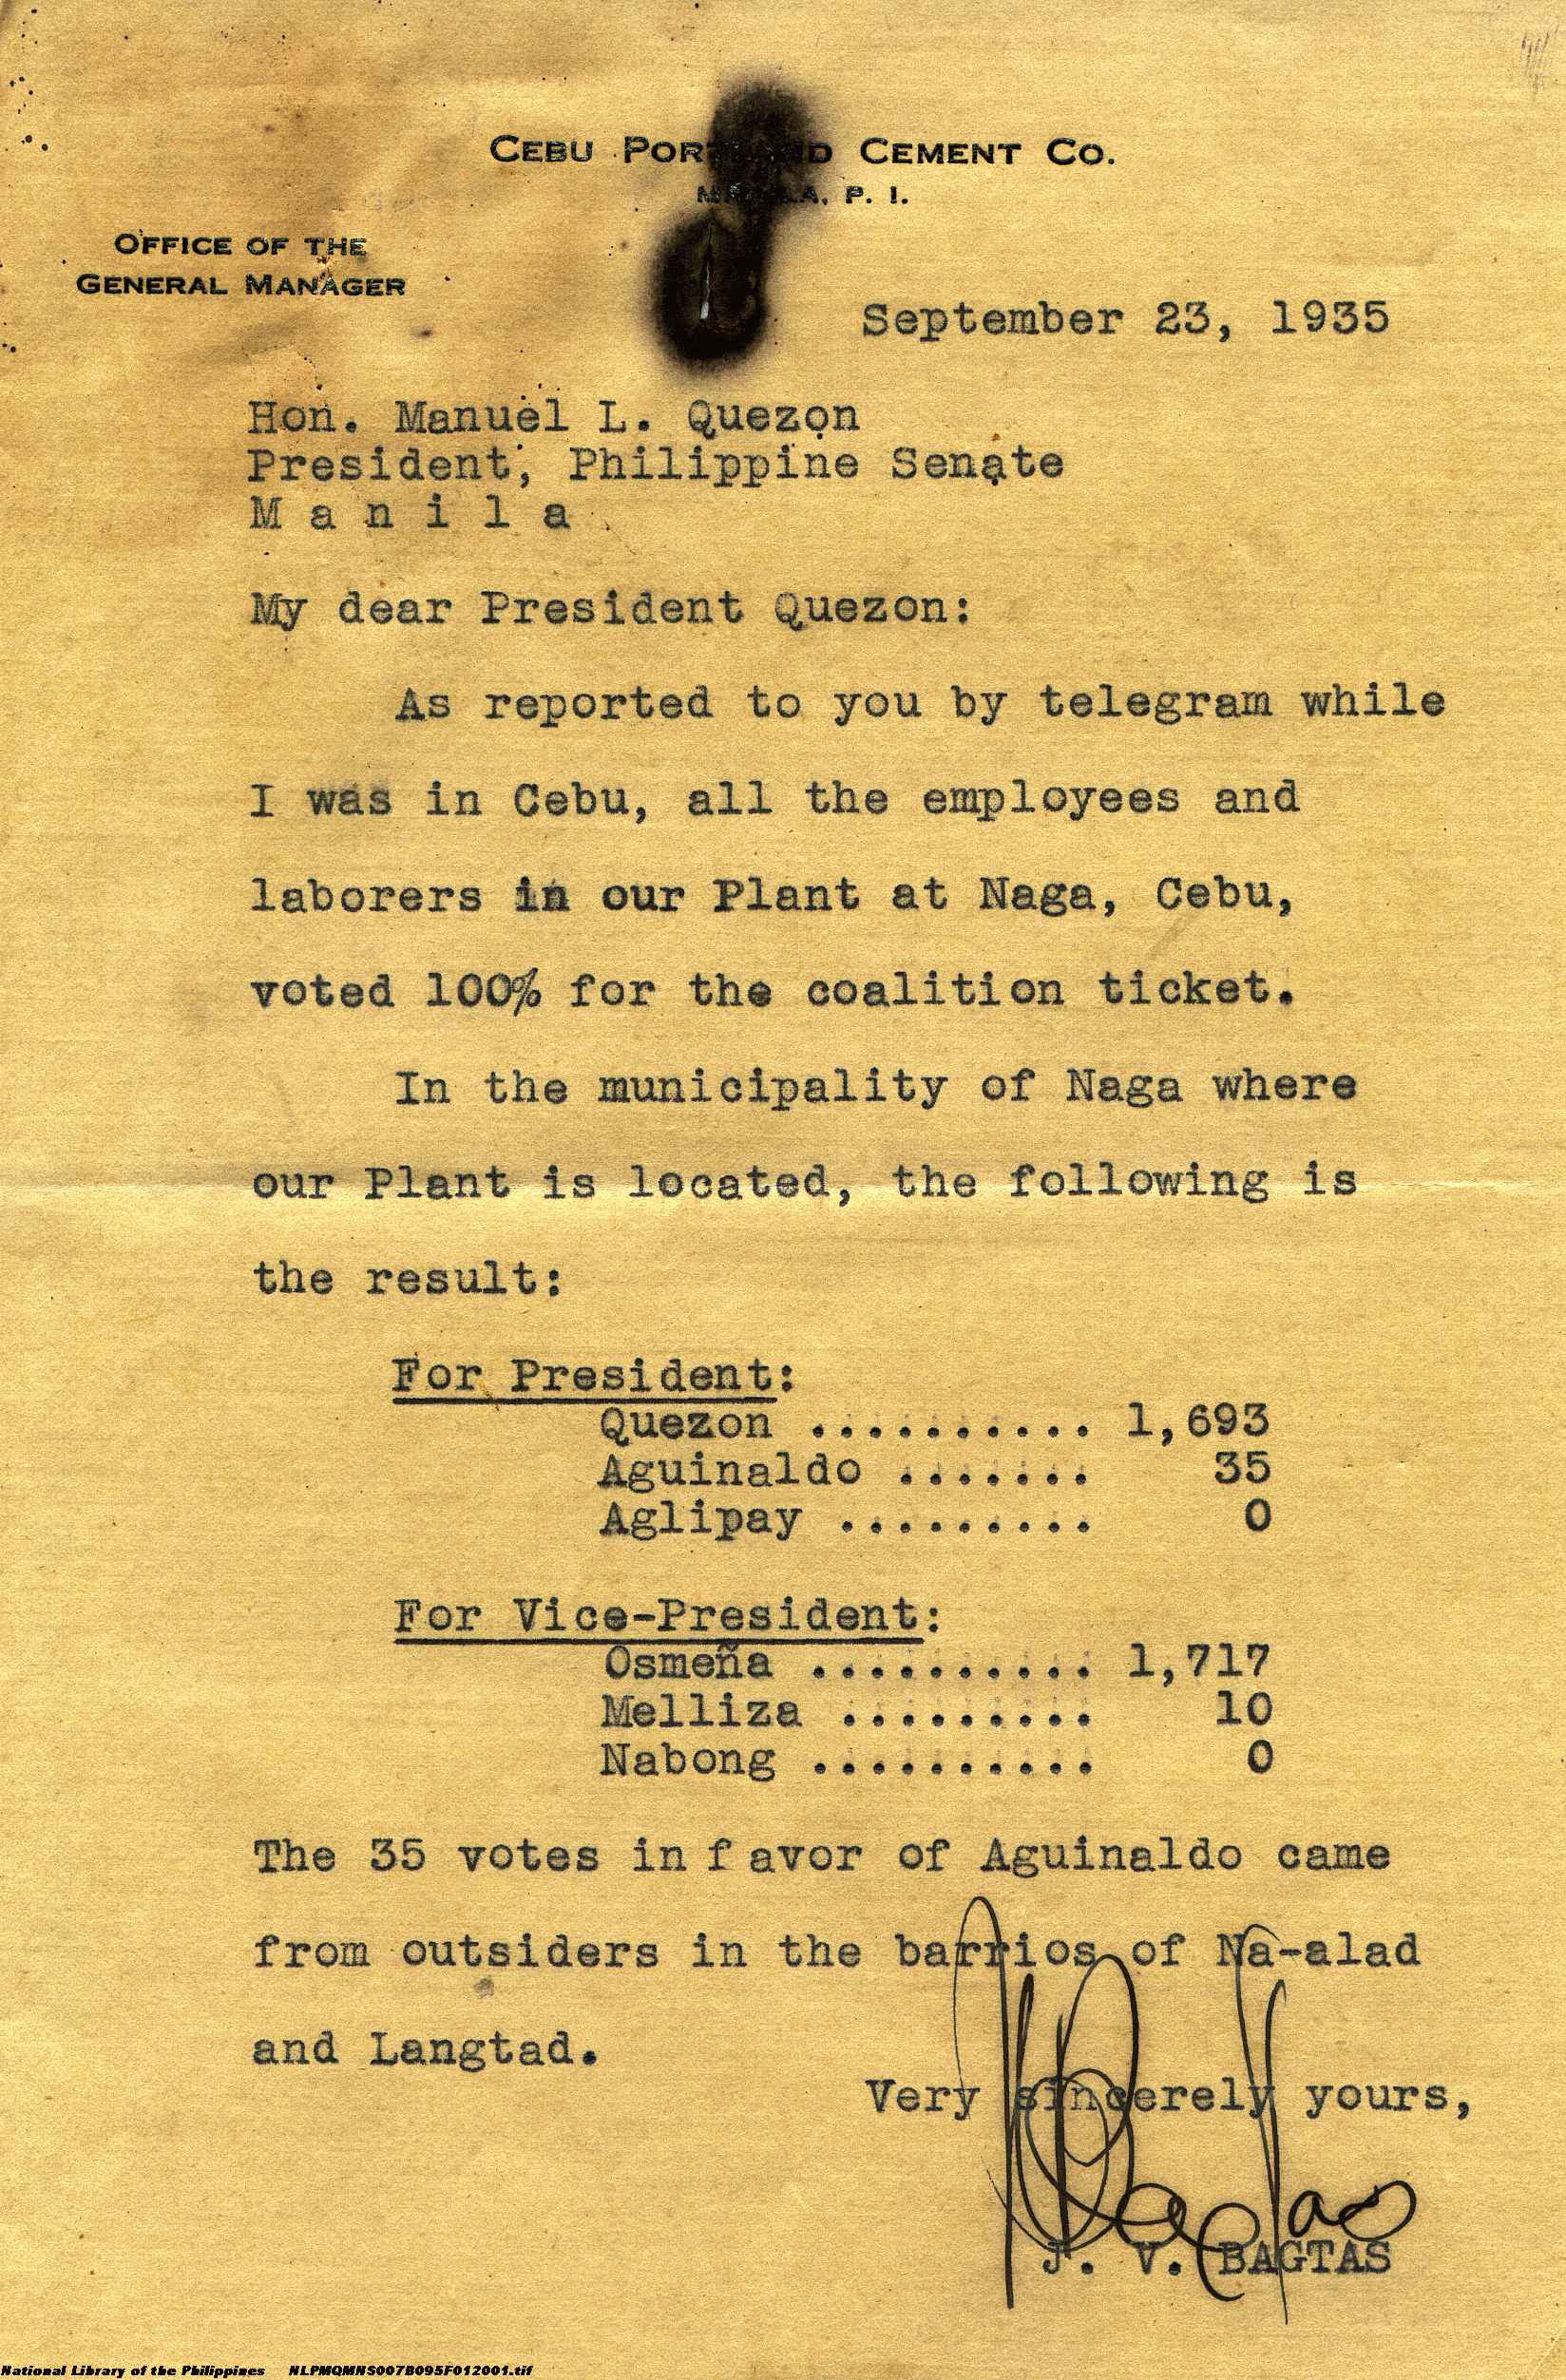 CEBU PORTLAND CEMENT CO.
MANILA, P. I.
OFFICE OF THE
GENERAL MANAGER
September 23, 1935
Hon. Manuel L. Quezon
President, Philippine Senate
M a n i l a
My dear President Quezon:
As reported to you by telegram while
I was in Cebu, all the employees and
laborers in our Plant at Naga, Cebu,
voted 100% for the coalition ticket.
In the municipality of Naga where
our Plant is located, the following is
the result:
For President:
Quezon .......... 1,693
Aguinaldo ....... 35
Aglipay ......... 0
For Vice-President:
Osmeña .......... 1,717
Melliza ......... 10
Nabong .......... 0
The 35 votes in f avor of Aguinaldo came
from outsiders in the barrios of Na-alad
and Langtad.
Very sincerely yours,
J. V. BAGTAS
National Library of the Philippines NLPMQMNS007B095F012001.tif